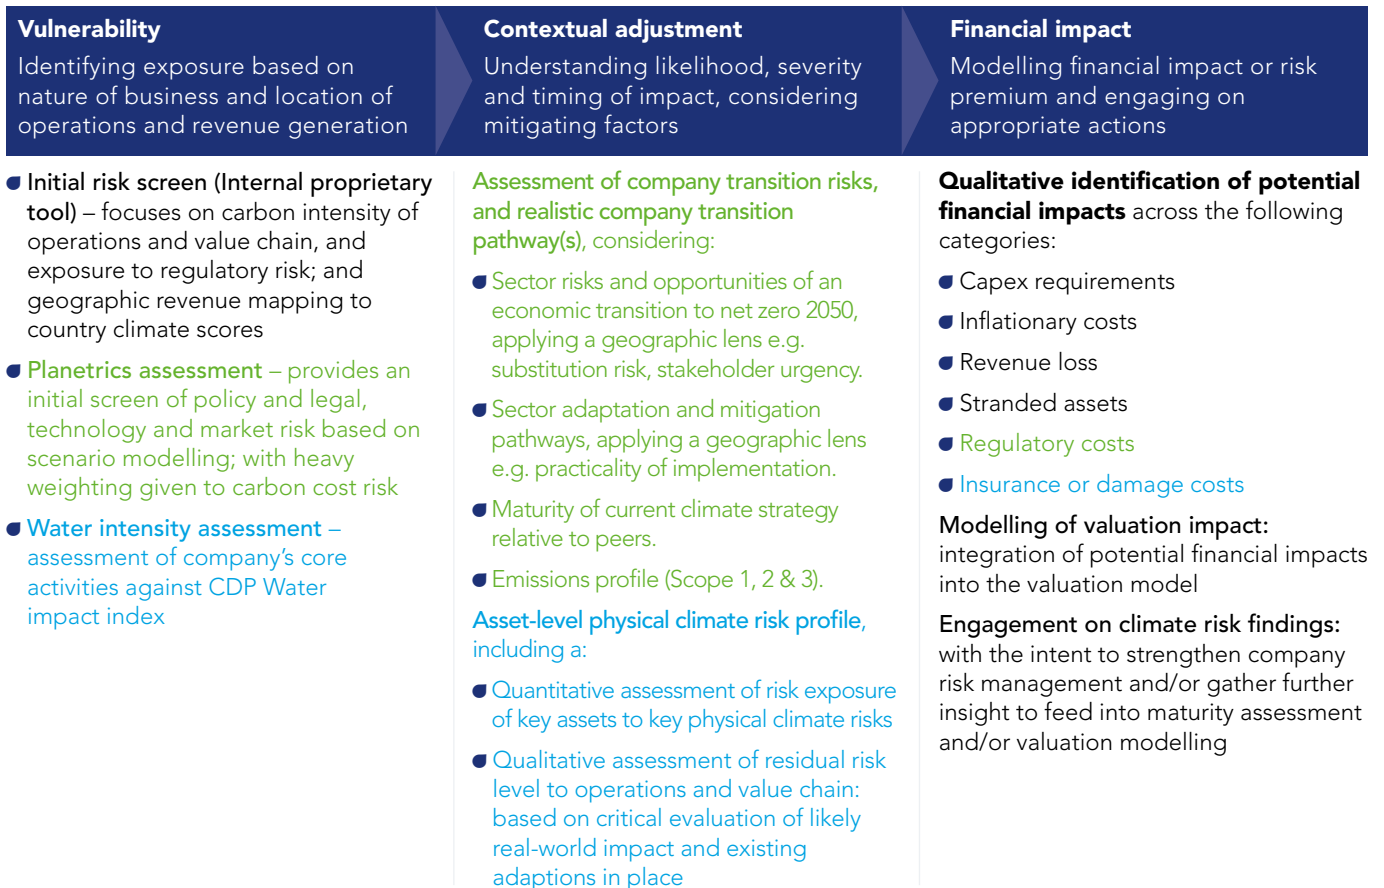 Vulnerability
Identifying exposure based on
nature of business and location of
operations and revenue generation
Initial risk screen (Internal proprietary
tool) – focuses on carbon intensity of
operations and value chain, and
exposure to regulatory risk; and
geographic revenue mapping to
country climate scores
Planetrics assessment – provides an
initial screen of policy and legal,
technology and market risk based on
scenario modelling; with heavy
weighting given to carbon cost risk
Water intensity assessment –
assessment of company’s core
activities against CDP Water
impact index
Contextual adjustment
Understanding likelihood, severity
and timing of impact, considering
mitigating factors
Assessment of company transition risks,
and realistic company transition
pathway(s), considering:
Sector risks and opportunities of an
economic transition to net zero 2050,
applying a geographic lens e.g.
substitution risk, stakeholder urgency.
Sector adaptation and mitigation
pathways, applying a geographic lens
e.g. practicality of implementation.
Maturity of current climate strategy
relative to peers.
Emissions profile (Scope 1, 2 & 3).
Asset-level physical climate risk profile,
including a:
Quantitative assessment of risk exposure
of key assets to key physical climate risks
Qualitative assessment of residual risk
level to operations and value chain:
based on critical evaluation of likely
real-world impact and existing
adaptions in place
Financial impact
Modelling financial impact or risk
premium and engaging on
appropriate actions
Qualitative identification of potential
financial impacts across the following
categories:
Capex requirements
Inflationary costs
Revenue loss
Stranded assets
Regulatory costs
Insurance or damage costs
Modelling of valuation impact:
integration of potential financial impacts
into the valuation model
Engagement on climate risk findings:
with the intent to strengthen company
risk management and/or gather further
insight to feed into maturity assessment
and/or valuation modelling